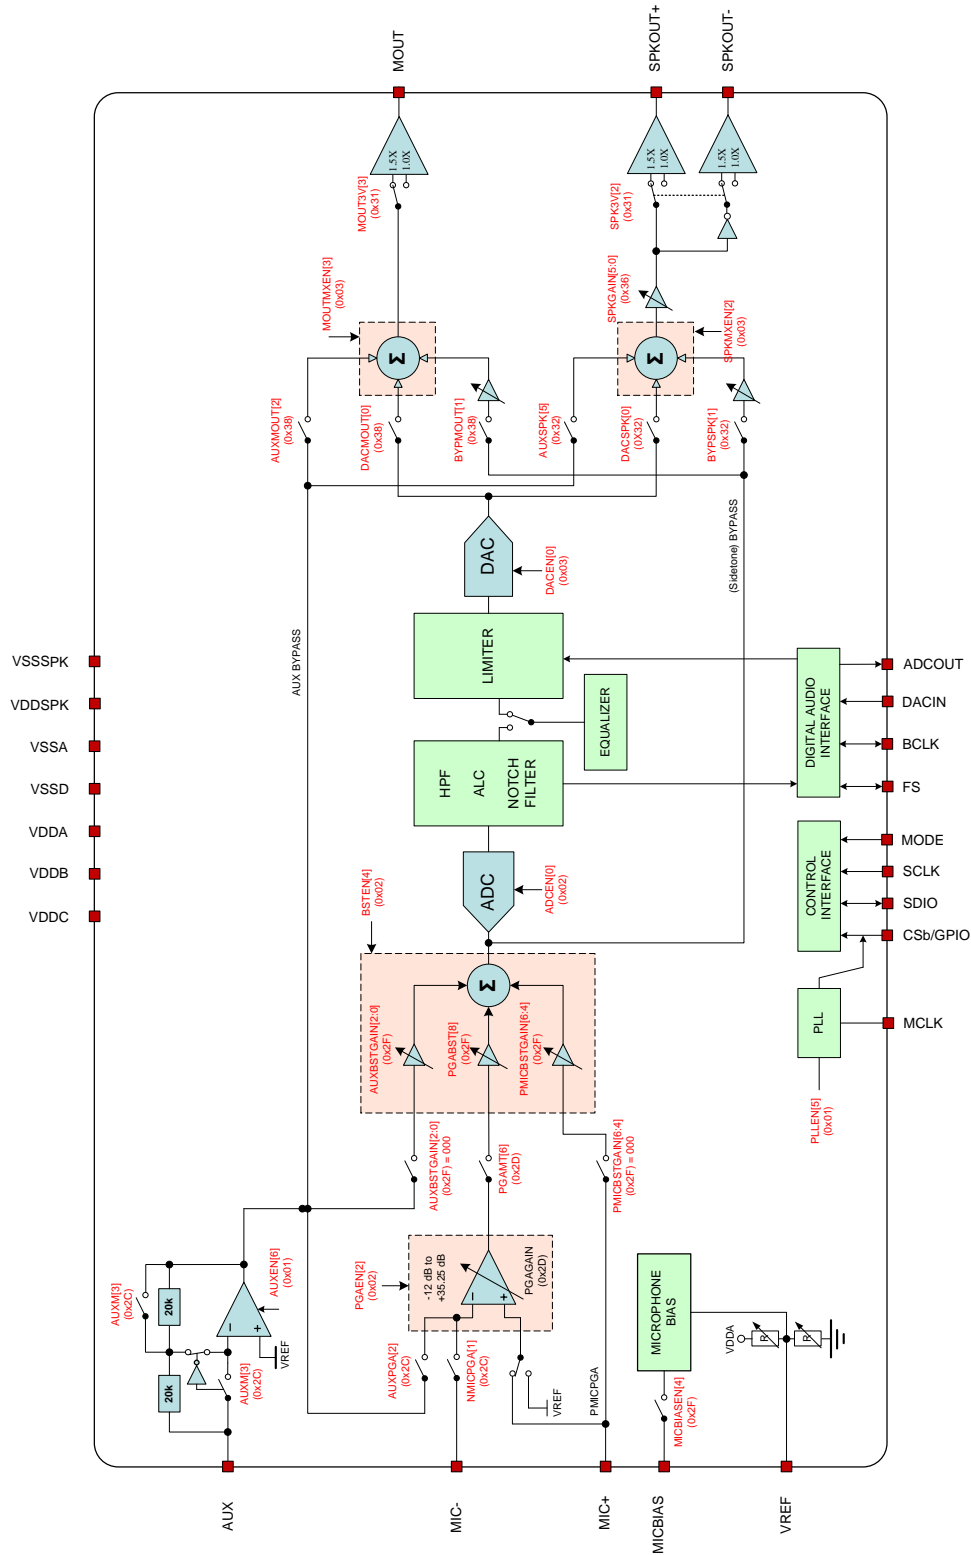 MOUT
SPKOUT+
SPKOUT-
1.5X
1.0X
MOUT3V[3]
(0x31)
1.5X
1.0X
SPK3V[2]
(0x31)
1.5X
1.0X
MOUTMXEN[3]
(0x03)
Σ
SPKGAIN[5:0]
(0x36)
SPKMXEN[2]
(0x03)
Σ
AUXMOUT[2]
(0x38)
DACMOUT[0]
(0x38)
BYPMOUT[1]
(0x38)
AUXSPK[5]
(0x32)
DACSPK[0]
(0X32)
BYPSPK[1]
(0x32)
DAC
DACEN[0]
(0x03)
AUX BYPASS
(Sidetone) BYPASS
VSSSPK
VDDSPK
VSSA
VSSD
VDDA
VDDB
VDDC
LIMITER
EQUALIZER
HPF
ALC
NOTCH
FILTER
DIGITAL AUDIO
INTERFACE
ADCOUT
DACIN
BCLK
FS
ADC
ADCEN[0]
(0x02)
CONTROL
INTERFACE
MODE
SCLK
SDIO
CSb/GPIO
PLL
MCLK
PLLEN[5]
(0x01)
BSTEN[4]
(0x02)
Σ
AUXBSTGAIN[2:0]
(0x2F)
PGABST[8]
(0x2F)
PMICBSTGAIN[6:4]
(0x2F)
AUXBSTGAIN[2:0]
(0x2F) = 000
PGAMT[6]
(0x2D)
PMICBSTGAIN[6:4]
(0x2F) = 000
PGAEN[2]
(0x02)
-12 dB to
+35.25 dB
PGAGAIN
(0x2D)
AUXM[3]
(0x2C)
20k
20k
AUXEN[6]
(0x01)
VREF
AUXM[3]
(0x2C)
AUXPGA[2]
(0x2C)
NMICPGA[1]
(0x2C)
VREF
PMICPGA
MICROPHONE
BIAS
MICBIASEN[4]
(0x2F)
VDDA
R
R
AUX
MIC-
MIC+
MICBIAS
VREF